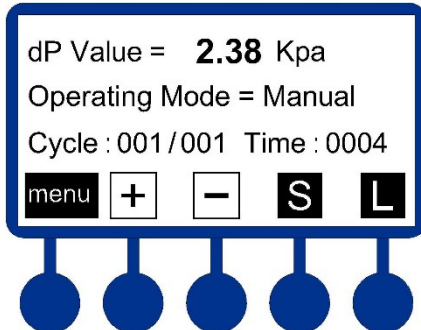 dP Value = 2.38 Kpa
Operating Mode = Manual
Cycle : 001/001 Time : 0004
menu + - S L